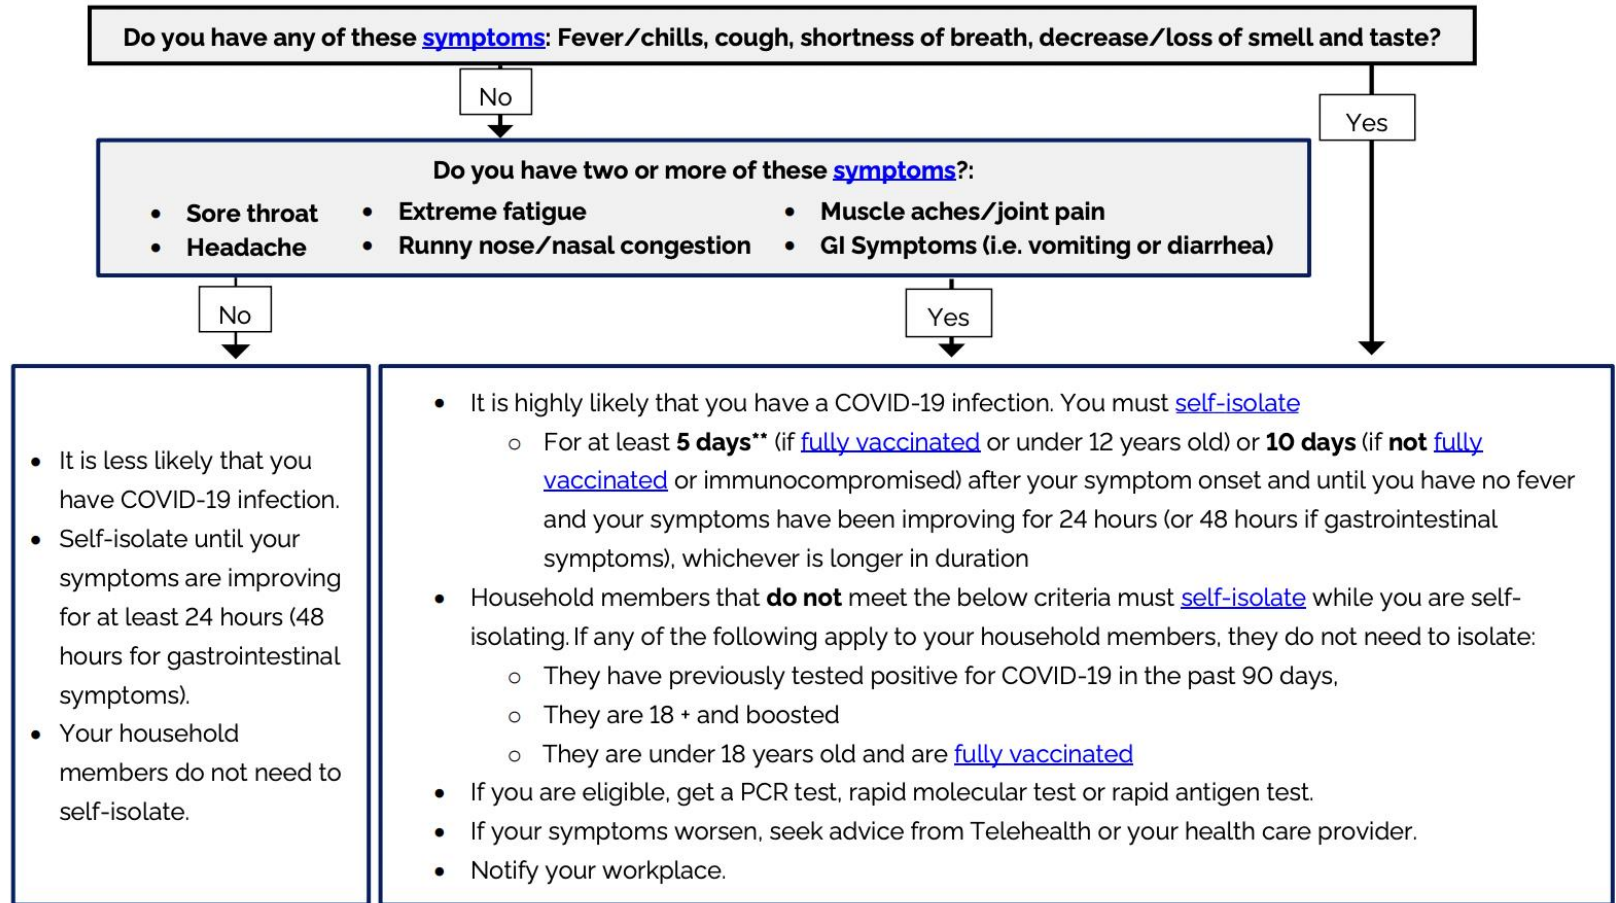 Do you have any of these symptoms: Fever/chills, cough, shortness of breath, decrease/loss of smell and taste?
No
Yes
Do you have two or more of these symptoms?:
• Sore throat • Extreme fatigue • Muscle aches/joint pain
• Headache • Runny nose/nasal congestion • GI Symptoms (i.e. vomiting or diarrhea)
No
Yes
• It is less likely that you
have COVID-19 infection.
• Self-isolate until your
symptoms are improving
for at least 24 hours (48
hours for gastrointestinal
symptoms).
• Your household
members do not need to
self-isolate.
• It is highly likely that you have a COVID-19 infection. You must self-isolate
o For at least 5 days** (if fully vaccinated or under 12 years old) or 10 days (if not fully
vaccinated or immunocompromised) after your symptom onset and until you have no fever
and your symptoms have been improving for 24 hours (or 48 hours if gastrointestinal
symptoms), whichever is longer in duration
• Household members that do not meet the below criteria must self-isolate while you are self-
isolating. If any of the following apply to your household members, they do not need to isolate:
o They have previously tested positive for COVID-19 in the past 90 days,
o They are 18 + and boosted
o They are under 18 years old and are fully vaccinated
• If you are eligible, get a PCR test, rapid molecular test or rapid antigen test.
• If your symptoms worsen, seek advice from Telehealth or your health care provider.
• Notify your workplace.